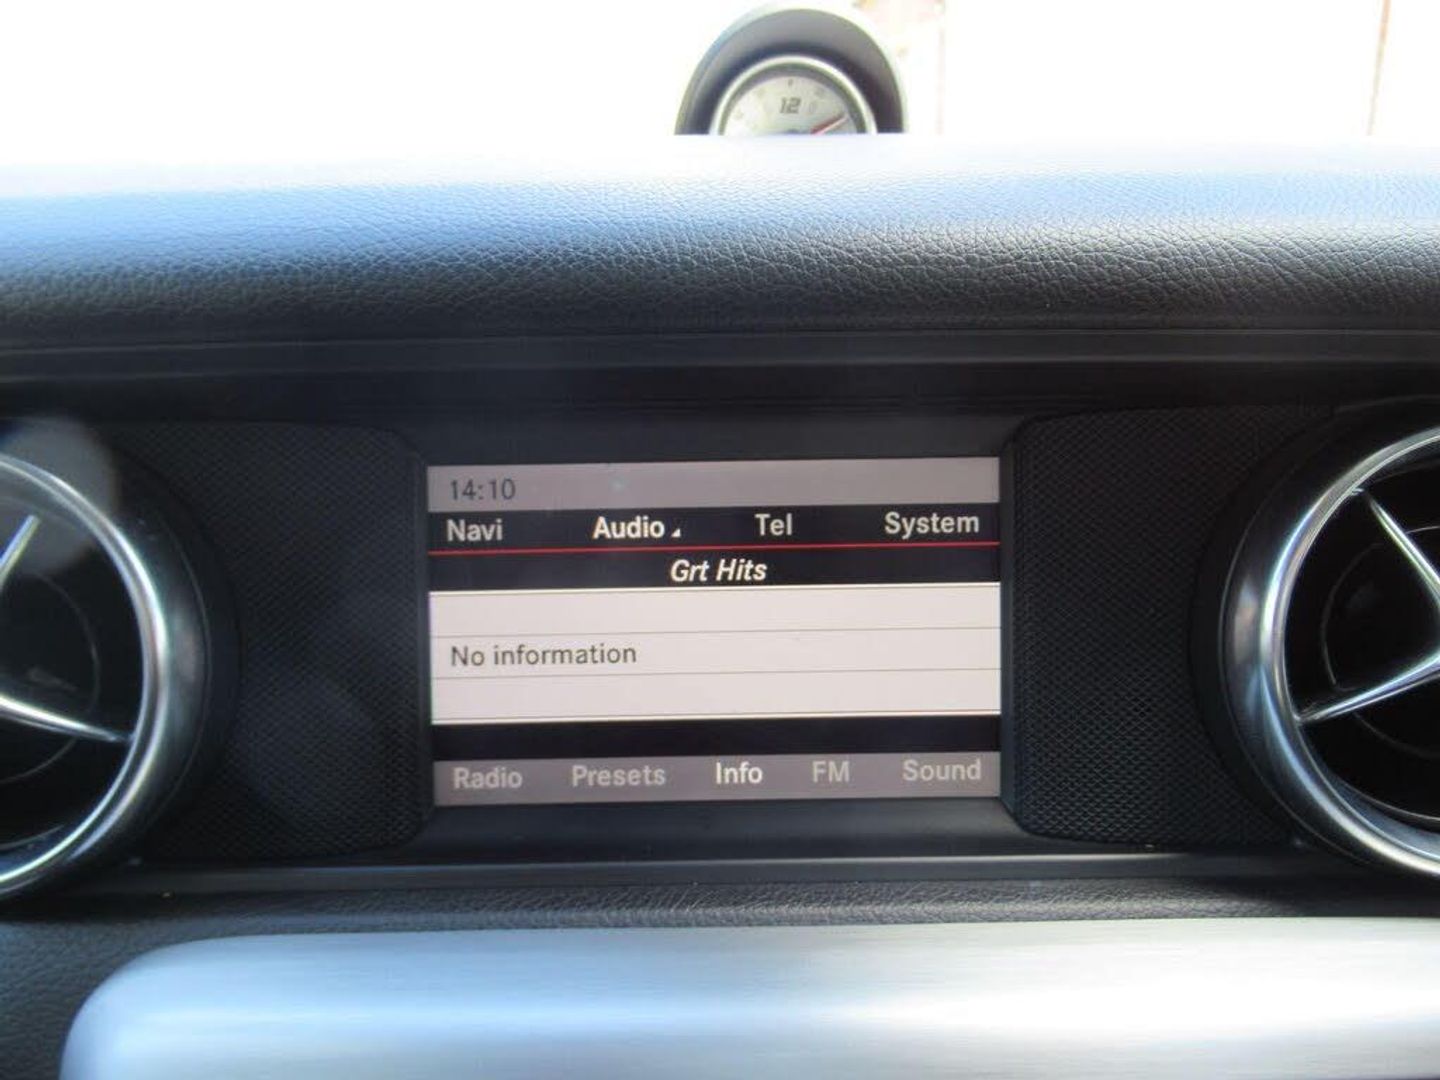 12
14:10
Navi Audio Tel System
Grt Hits
No information
Radio Presets Info FM Sound